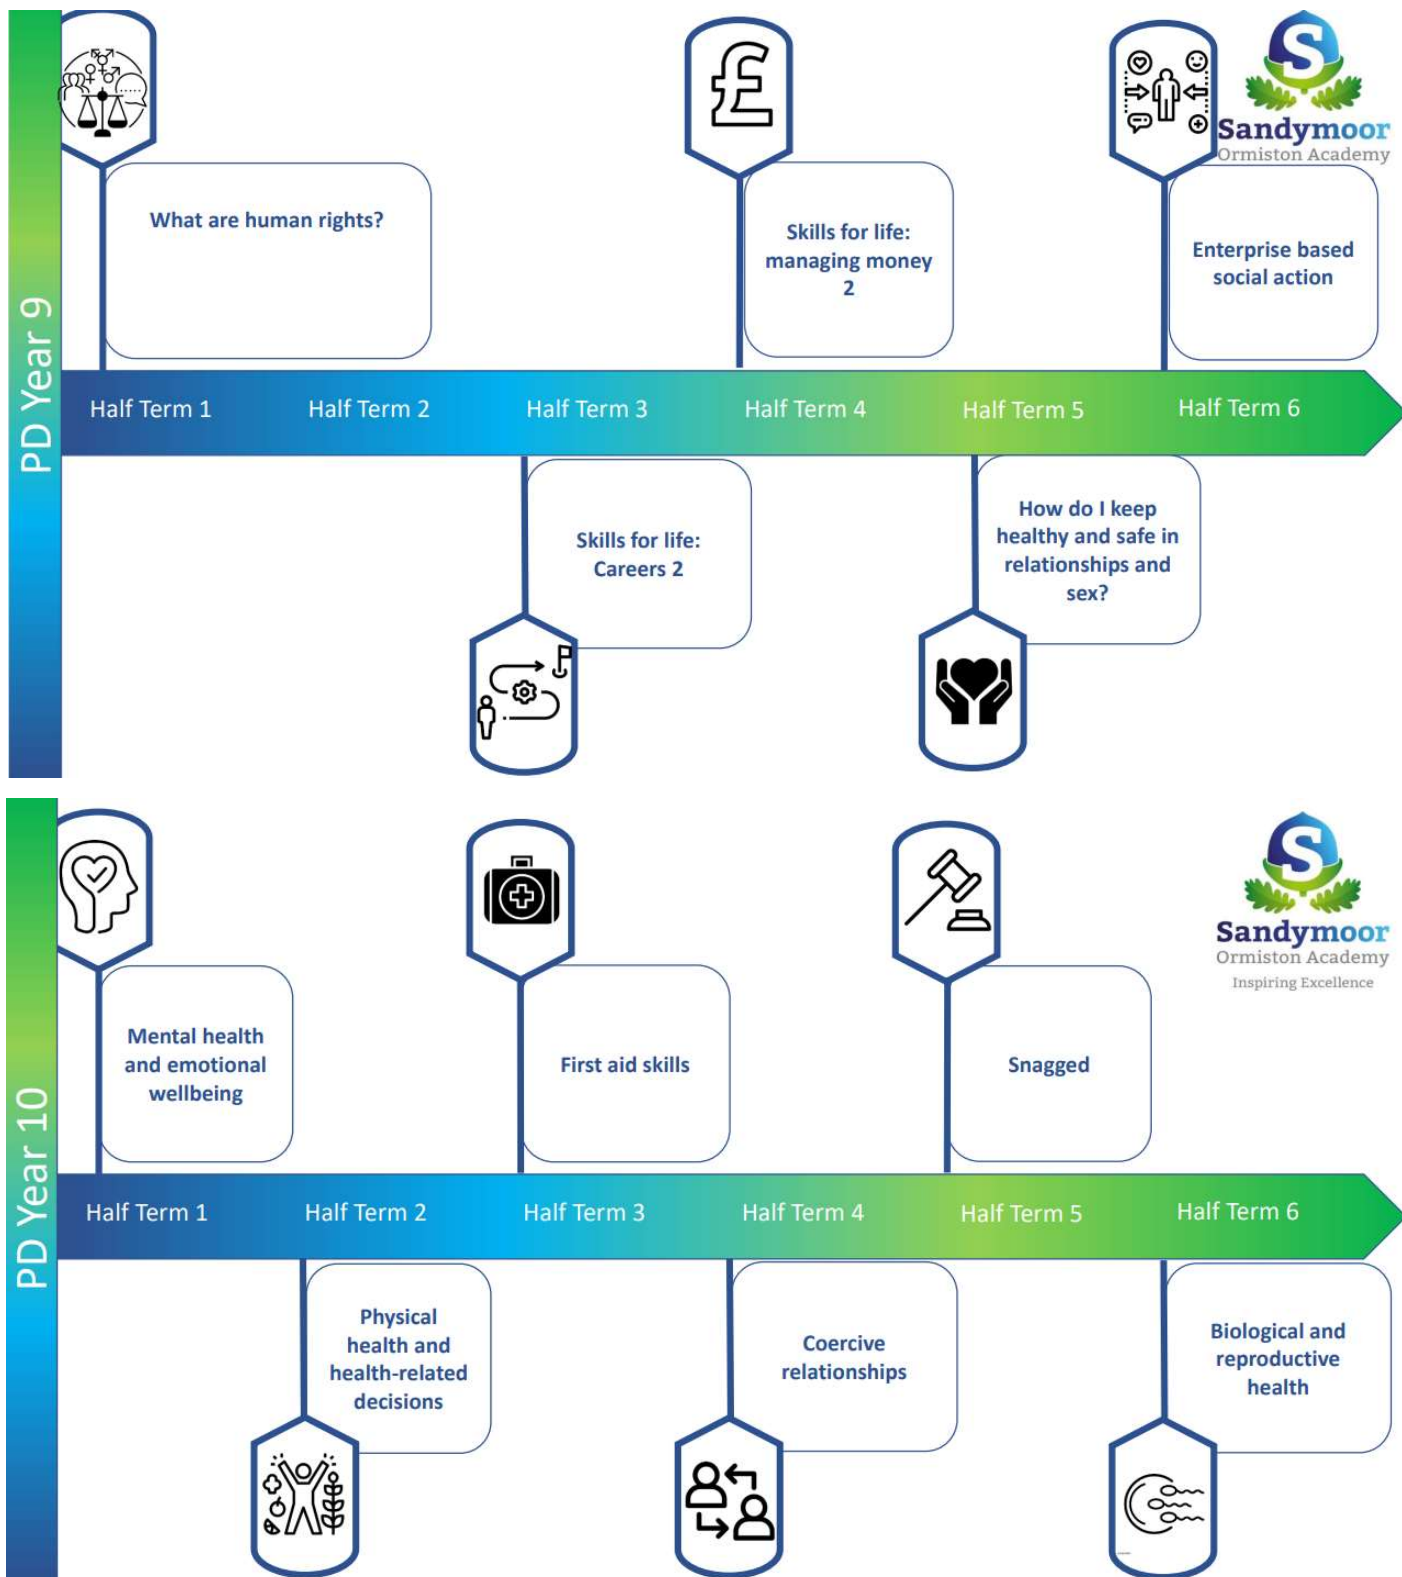 PD Year 9
S
Sandymoor
Ormiston Academy
What are human rights?
Skills for life:
managing money
2
Enterprise based
social action
£
Half Term 1
Half Term 2
Half Term 3
Half Term 4
Half Term 5
Half Term 6
Skills for life:
Careers 2
How do I keep
healthy and safe in
relationships and
sex?
PD Year 10
S
Sandymoor
Ormiston Academy
Inspiring Excellence
Mental health
and emotional
wellbeing
First aid skills
Snagged
Half Term 1
Half Term 2
Half Term 3
Half Term 4
Half Term 5
Half Term 6
Physical
health and
health-related
decisions
Coercive
relationships
Biological and
reproductive
health